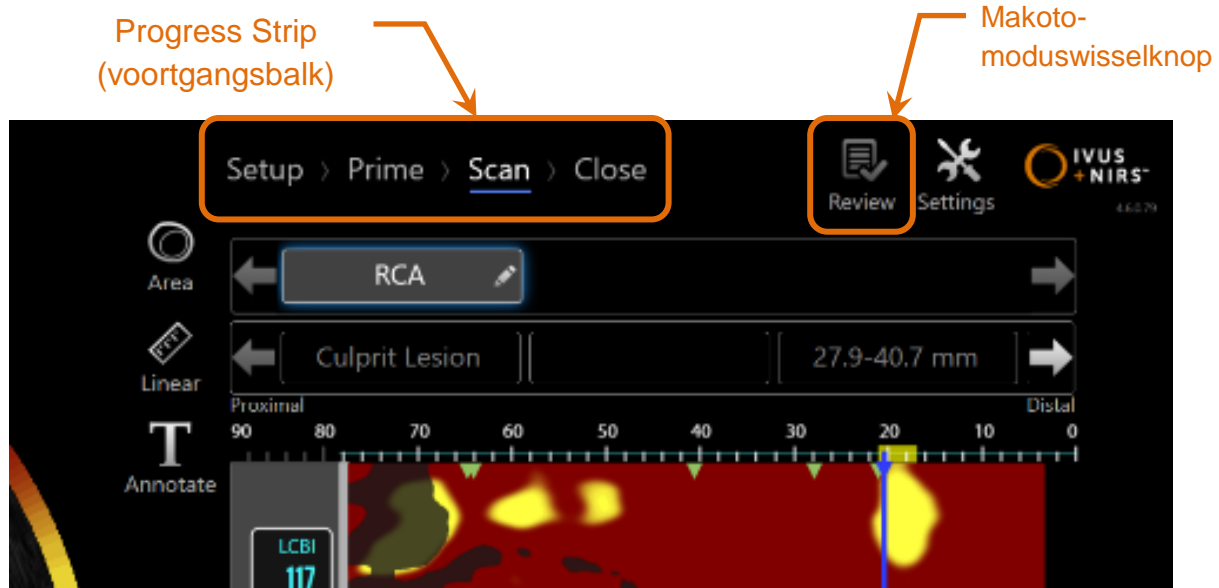 Progress Strip
(voortgangsbalk)
Makoto-
moduswisselknop
Setup > Prime > Scan > Close
Review
Settings
IVUS
+NIRS™
4.6.0.79
Area
RCA
Linear
Culprit Lesion
27.9-40.7 mm
Proximal
Distal
90 80 70 60 50 40 30 20 10 0
T
Annotate
LCBI
117